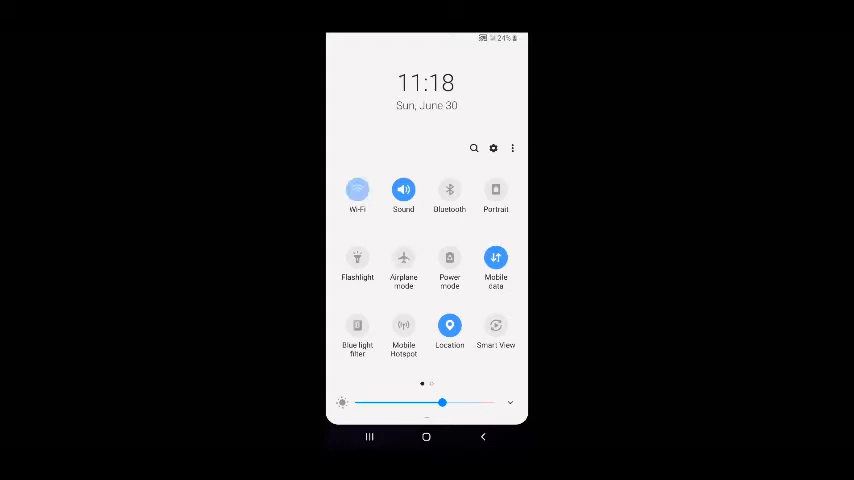 24%
11:18
Sun, June 30
Wi-Fi Sound Bluetooth Portrait
Flashlight Airplane mode Power mode Mobile data
Blue light filter Mobile Hotspot Location Smart View